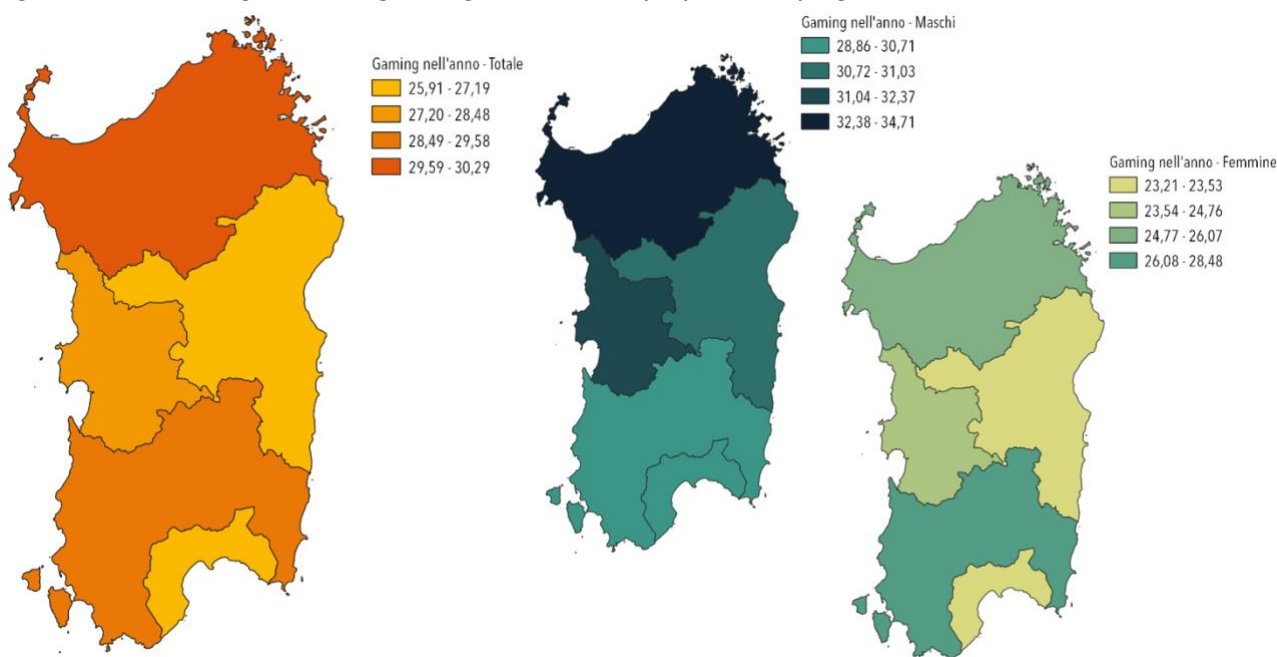 Gaming nell'anno - Totale
25,91 - 27,19
27,20 - 28,48
28,49 - 29,58
29,59 - 30,29
Gaming nell'anno - Maschi
28,86 - 30,71
30,72 - 31,03
31,04 - 32,37
32,38 - 34,71
Gaming nell'anno - Femmine
23,21 - 23,53
23,54 - 24,76
24,77 - 26,07
26,08 - 28,48